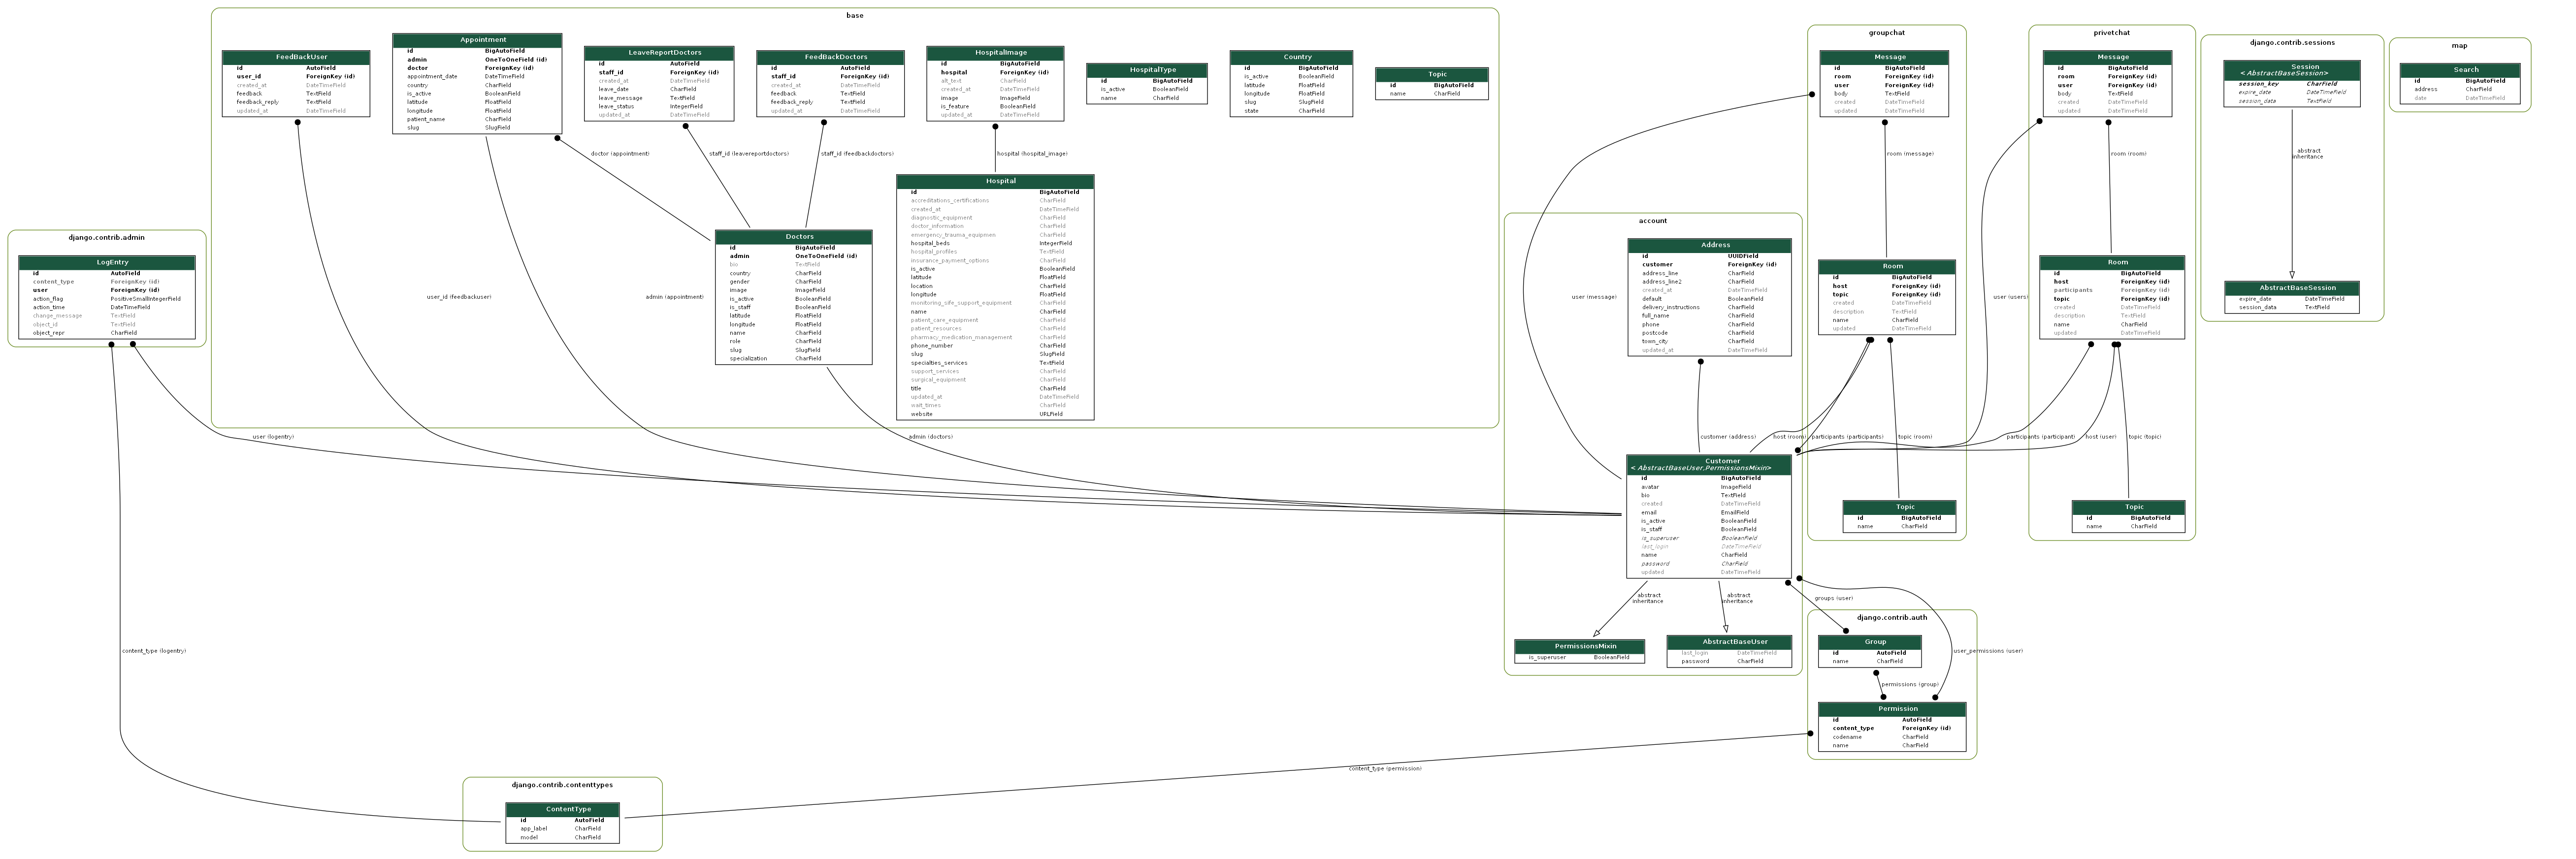 base
FeedBackUser
id AutoField
user_id ForeignKey (id)
created_at DateTimeField
feedback TextField
feedback_reply TextField
updated_at DateTimeField
Appointment
id BigAutoField
admin OneToOneField (id)
doctor ForeignKey (id)
appointment_date DateTimeField
country CharField
is_active BooleanField
latitude FloatField
longitude FloatField
patient_name CharField
slug SlugField
LeaveReportDoctors
id AutoField
staff_id ForeignKey (id)
created_at DateTimeField
leave_date CharField
leave_message TextField
leave_status IntegerField
updated_at DateTimeField
FeedBackDoctors
id AutoField
staff_id ForeignKey (id)
created_at DateTimeField
feedback TextField
feedback_reply TextField
updated_at DateTimeField
HospitalImage
id BigAutoField
hospital ForeignKey (id)
alt_text CharField
created_at DateTimeField
image ImageField
is_feature BooleanField
updated_at DateTimeField
HospitalType
id BigAutoField
is_active BooleanField
name CharField
Country
id BigAutoField
is_active BooleanField
latitude FloatField
longitude FloatField
slug SlugField
state CharField
Topic
id BigAutoField
name CharField
doctor (appointment)
staff_id (leavereportdoctors)
staff_id (feedbackdoctors)
hospital (hospital_image)
Hospital
id BigAutoField
accreditations_certifications CharField
created_at DateTimeField
diagnostic_equipment CharField
doctor_information CharField
emergency_trauma_equipmen CharField
hospital_beds IntegerField
hospital_profiles TextField
insurance_payment_options CharField
is_active BooleanField
latitude FloatField
location CharField
longitude FloatField
monitoring_sife_support_equipment CharField
name CharField
patient_care_equipment CharField
patient_resources CharField
pharmacy_medication_management CharField
phone_number CharField
slug SlugField
specialties_services TextField
support_services CharField
surgical_equipment CharField
title CharField
updated_at DateTimeField
wait_times CharField
website URLField
Doctors
id BigAutoField
admin OneToOneField (id)
bio TextField
country CharField
gender CharField
image ImageField
is_active BooleanField
is_staff BooleanField
latitude FloatField
longitude FloatField
name CharField
role CharField
slug SlugField
specialization CharField
user_id (feedbackuser)
admin (appointment)
admin (doctors)
django.contrib.admin
LogEntry
id AutoField
content_type ForeignKey (id)
user ForeignKey (id)
action_flag PositiveSmallIntegerField
action_time DateTimeField
change_message TextField
object_id TextField
object_repr CharField
user (logentry)
content_type (logentry)
groupchat
Message
id BigAutoField
room ForeignKey (id)
user ForeignKey (id)
body TextField
created DateTimeField
updated DateTimeField
room (message)
Room
id BigAutoField
host ForeignKey (id)
topic ForeignKey (id)
created DateTimeField
description TextField
name CharField
updated DateTimeField
host (room)
participants (participants)
topic (room)
Topic
id BigAutoField
name CharField
user (message)
privetchat
Message
id BigAutoField
room ForeignKey (id)
user ForeignKey (id)
body TextField
created DateTimeField
updated DateTimeField
room (room)
user (users)
Room
id BigAutoField
host ForeignKey (id)
participants ForeignKey (id)
topic ForeignKey (id)
created DateTimeField
description TextField
name CharField
updated DateTimeField
participants (participant)
host (user)
topic (topic)
Topic
id BigAutoField
name CharField
django.contrib.sessions
Session
< AbstractBaseSession>
session_key CharField
expire_date DateTimeField
session_data TextField
abstract
inheritance
AbstractBaseSession
expire_date DateTimeField
session_data TextField
map
Search
id BigAutoField
address CharField
date DateTimeField
account
Address
id UUIDField
customer ForeignKey (id)
address_line CharField
address_line2 CharField
created_at DateTimeField
default BooleanField
delivery_instructions CharField
full_name CharField
phone CharField
postcode CharField
town_city CharField
updated_at DateTimeField
customer (address)
Customer
< AbstractBaseUser,PermissionsMixin>
id BigAutoField
avatar ImageField
bio TextField
created DateTimeField
email EmailField
is_active BooleanField
is_staff BooleanField
is_superuser BooleanField
last_login DateTimeField
name CharField
password CharField
updated DateTimeField
abstract
inheritance
abstract
inheritance
PermissionsMixin
is_superuser BooleanField
AbstractBaseUser
last_login DateTimeField
password CharField
groups (user)
user_permissions (user)
django.contrib.auth
Group
id AutoField
name CharField
permissions (group)
Permission
id AutoField
content_type ForeignKey (id)
codename CharField
name CharField
content_type (permission)
django.contrib.contenttypes
ContentType
id AutoField
app_label CharField
model CharField